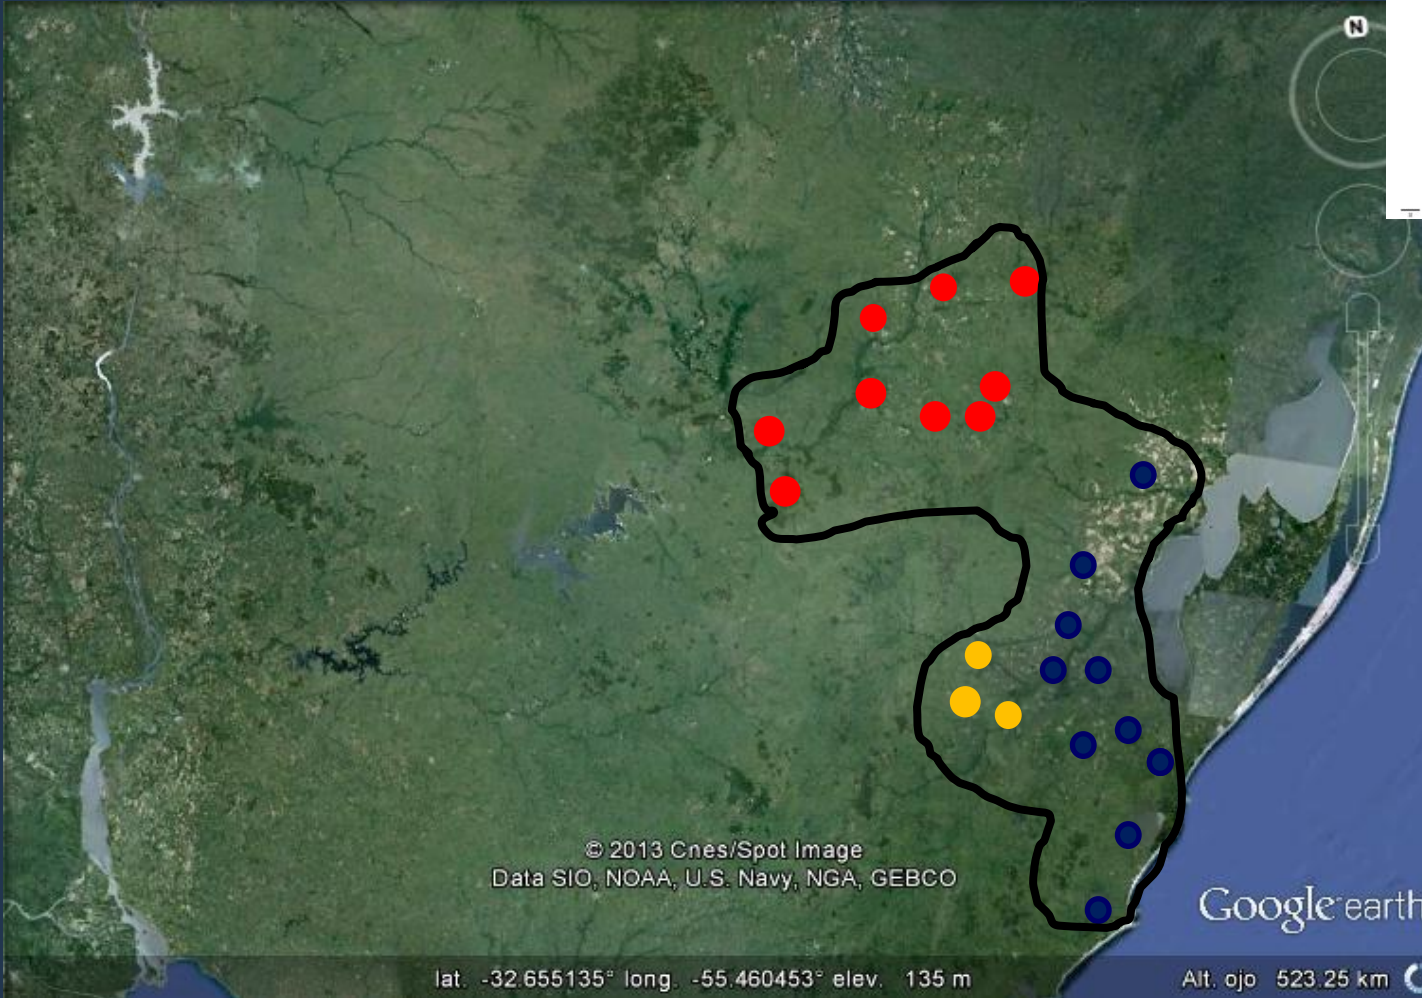 N
© 2013 Cnes/Spot Image
Data SIO, NOAA, U.S. Navy, NGA, GEBCO
Google earth
lat. -32.655135° long. -55.460453° elev. 135 m
Alt. ojo 523.25 km